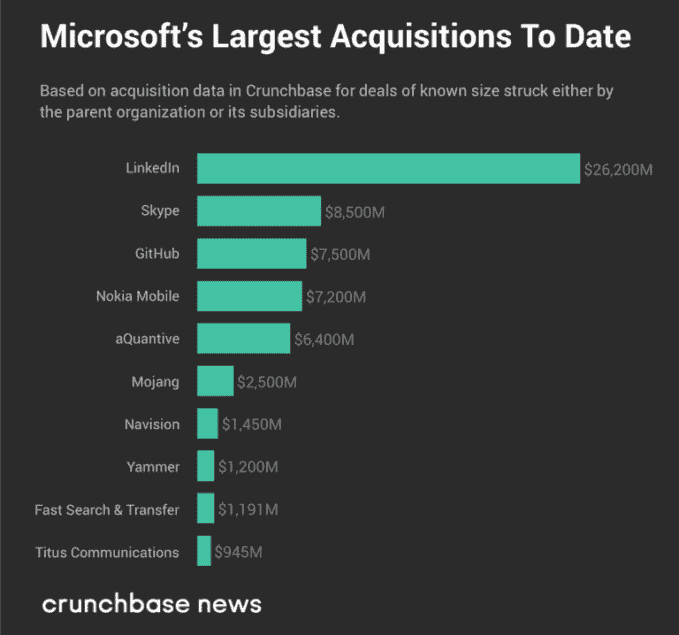 Microsoft's Largest Acquisitions To Date
Based on acquisition data in Crunchbase for deals of known size struck either by
the parent organization or its subsidiaries.
LinkedIn $26,200M
Skype $8,500M
GitHub $7,500M
Nokia Mobile $7,200M
aQuantive $6,400M
Mojang $2,500M
Navision $1,450M
Yammer $1,200M
Fast Search & Transfer $1,191M
Titus Communications $945M
crunchbase news